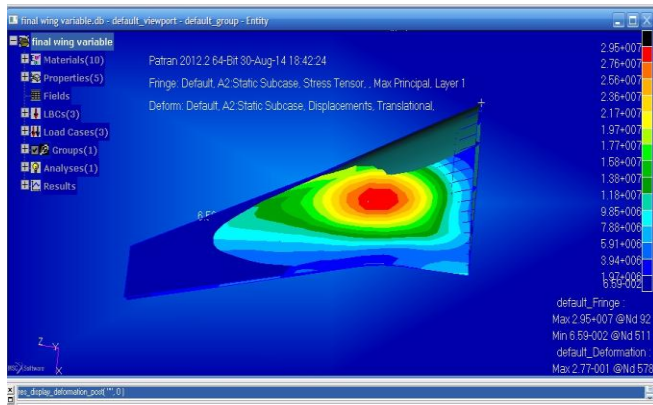 final wing variable.db - default_viewport - default_group - Entity
final wing variable
Materials(10)
Properties(5)
Fields
LBCs(3)
Load Cases(3)
Groups(1)
Analyses(1)
Results
Patran 2012.2 64-Bit 30-Aug-14 18:42:24
Fringe: Default, A2:Static Subcase, Stress Tensor, , Max Principal, Layer 1
Deform: Default, A2:Static Subcase, Displacements, Translational,
2.95+007
2.76+007
2.56+007
2.36+007
2.17+007
1.97+007
1.77+007
1.58+007
1.38+007
1.18+007
9.85+006
7.88+006
5.91+006
3.94+006
1.97+006
6.59-002
default_Fringe :
Max 2.95+007 @Nd 92
Min 6.59-002 @Nd 511
default_Deformation :
Max 2.77-001 @Nd 578
Z
Y
X
MSC Software
res_display_deformation_post( "", 0 )